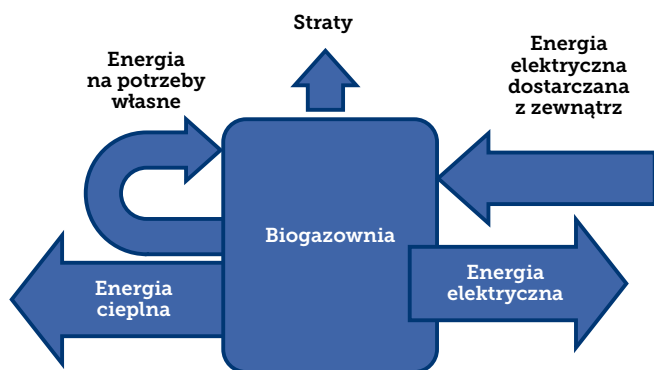 Straty
Energia
na potrzeby
własne
Energia
elektryczna
dostarczana
z zewnątrz
Biogazownia
Energia
cieplna
Energia
elektryczna